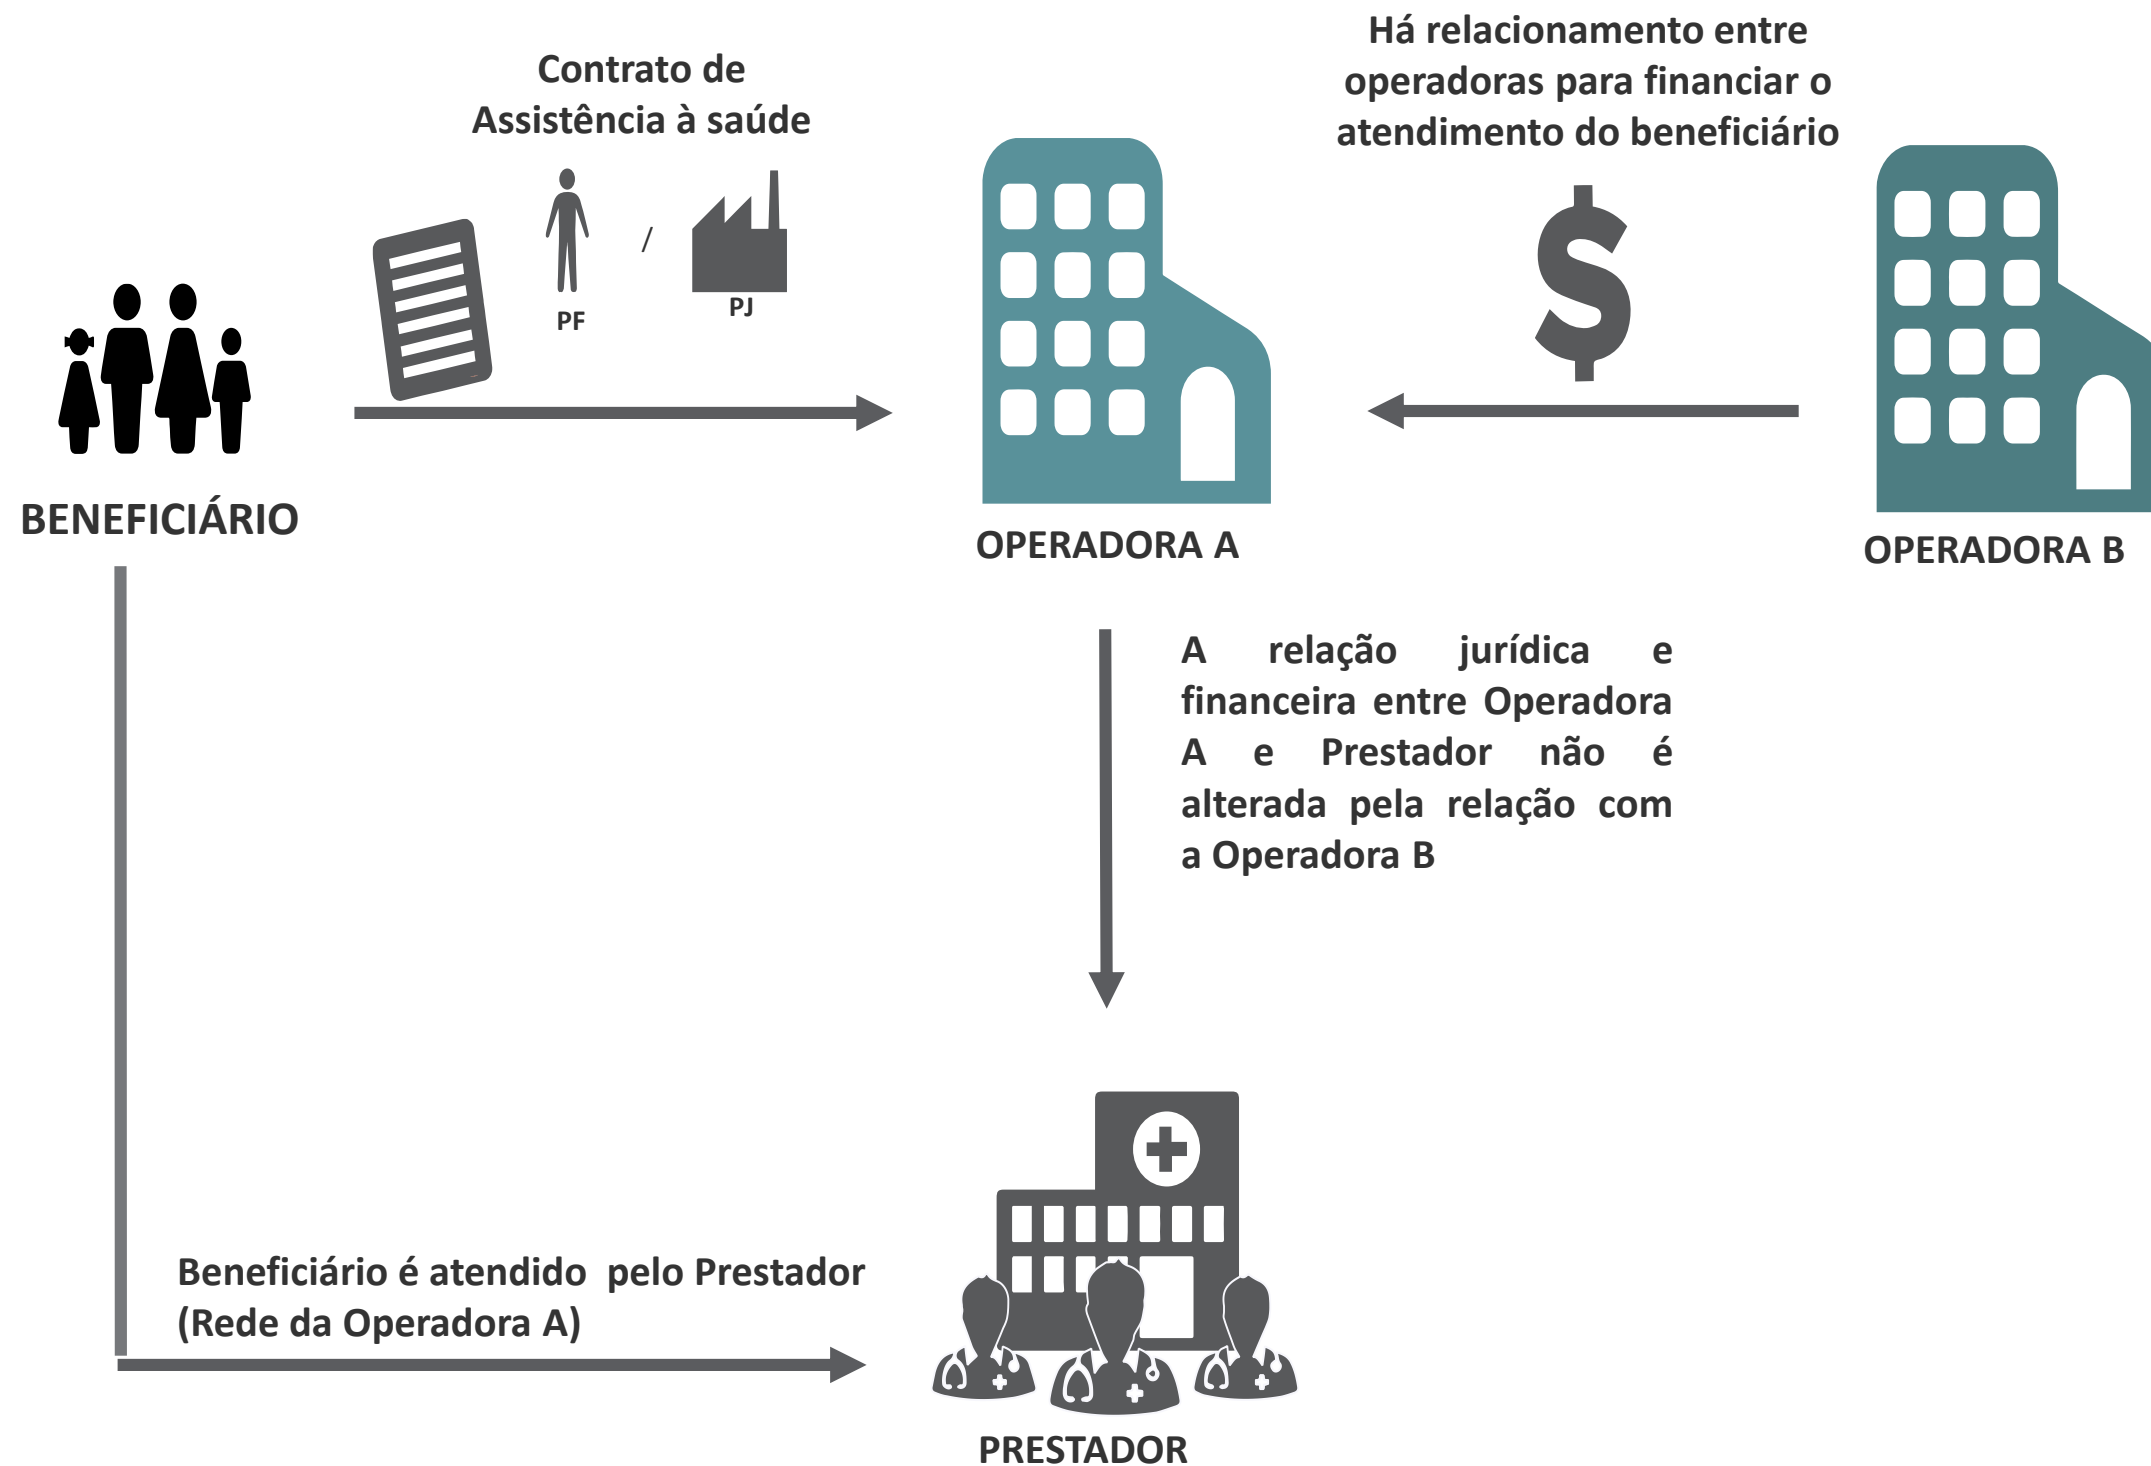 Contrato de
Assistência à saúde
PF
/
PJ
Há relacionamento entre
operadoras para financiar o
atendimento do beneficiário
BENEFICIÁRIO
OPERADORA A
OPERADORA B
A relação jurídica e
financeira entre Operadora
A e Prestador não é
alterada pela relação com
a Operadora B
Beneficiário é atendido pelo Prestador
(Rede da Operadora A)
PRESTADOR